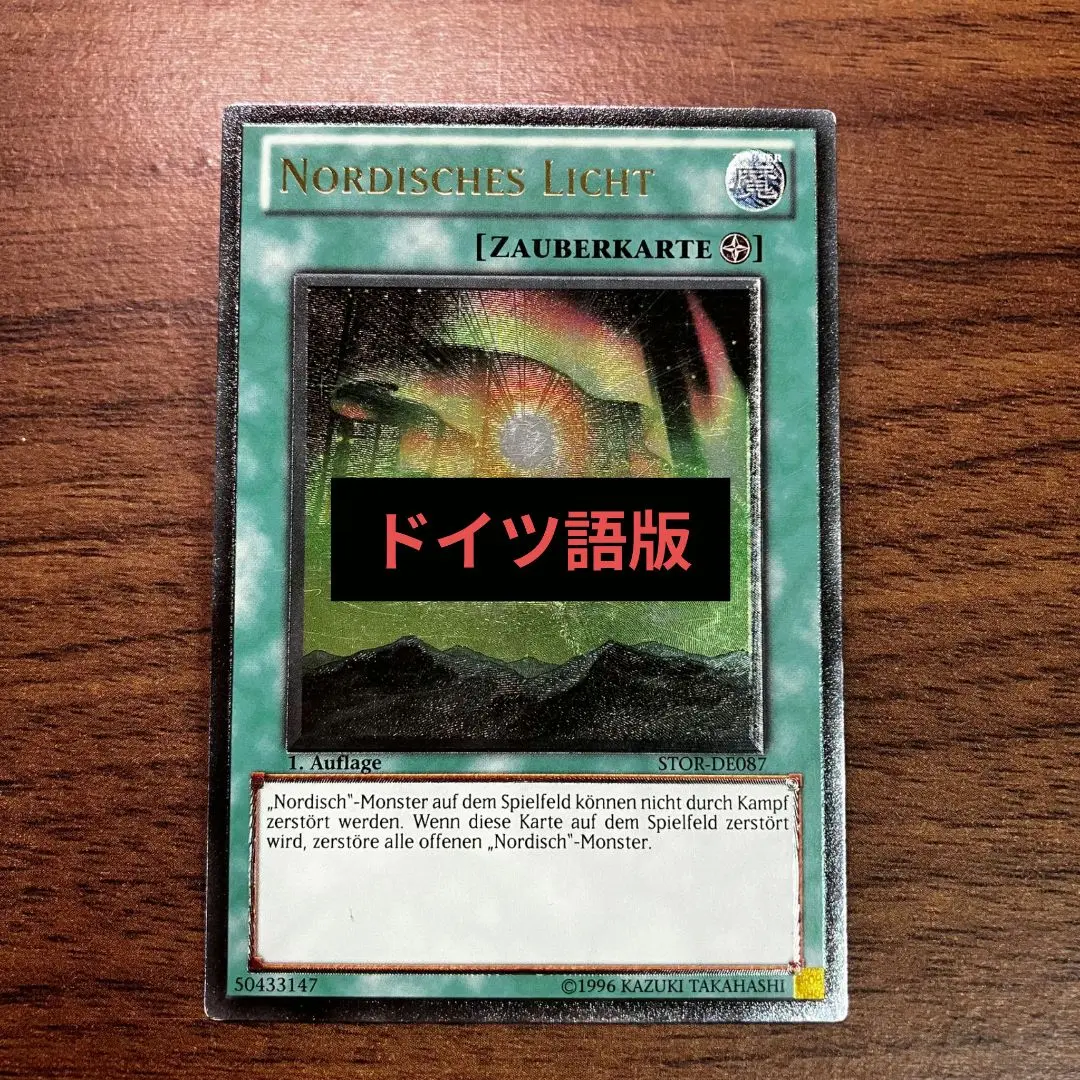 NORDISCHES LICHT
魔
[ZAUBERKARTE]
ドイツ語版
1. Auflage
STOR-DE087
„Nordisch"-Monster auf dem Spielfeld können nicht durch Kampf
zerstört werden. Wenn diese Karte auf dem Spielfeld zerstört
wird, zerstöre alle offenen „Nordisch"-Monster.
50433147
©1996 KAZUKI TAKAHASHI